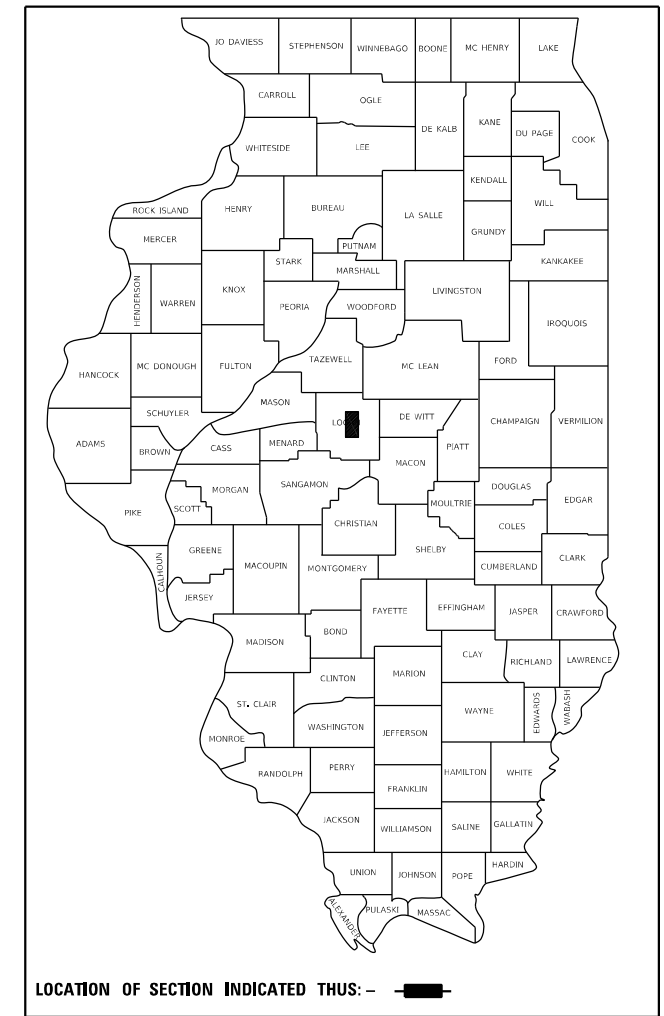 JO DAVIESS STEPHENSON WINNEBAGO BOONE MC HENRY LAKE
CARROLL OGLE DE KALB KANE DU PAGE COOK
WHITESIDE LEE
KENDALL WILL
ROCK ISLAND HENRY BUREAU LA SALLE GRUNDY
MERCER PUTNAM KANKAKEE
STARK MARSHALL
HENDERSON WARREN KNOX PEORIA WOODFORD LIVINGSTON IROQUOIS
HANCOCK MC DONOUGH FULTON TAZEWELL MC LEAN FORD
SCHUYLER MASON DE WITT CHAMPAIGN VERMILION
ADAMS BROWN CASS MENARD PIATT
MACON
MORGAN SANGAMON DOUGLAS EDGAR
PIKE SCOTT CHRISTIAN MOULTRIE COLES
GREENE SHELBY CLARK
CALHOUN MACOUPIN MONTGOMERY CUMBERLAND
JERSEY FAYETTE EFFINGHAM JASPER CRAWFORD
MADISON BOND
CLAY RICHLAND LAWRENCE
CLINTON MARION
ST. CLAIR WAYNE EDWARDS WABASH
MONROE WASHINGTON JEFFERSON
RANDOLPH PERRY HAMILTON WHITE
FRANKLIN
JACKSON WILLIAMSON SALINE GALLATIN
UNION JOHNSON POPE HARDIN
ALEXANDER PULASKI MASSAC
LOCATION OF SECTION INDICATED THUS: –